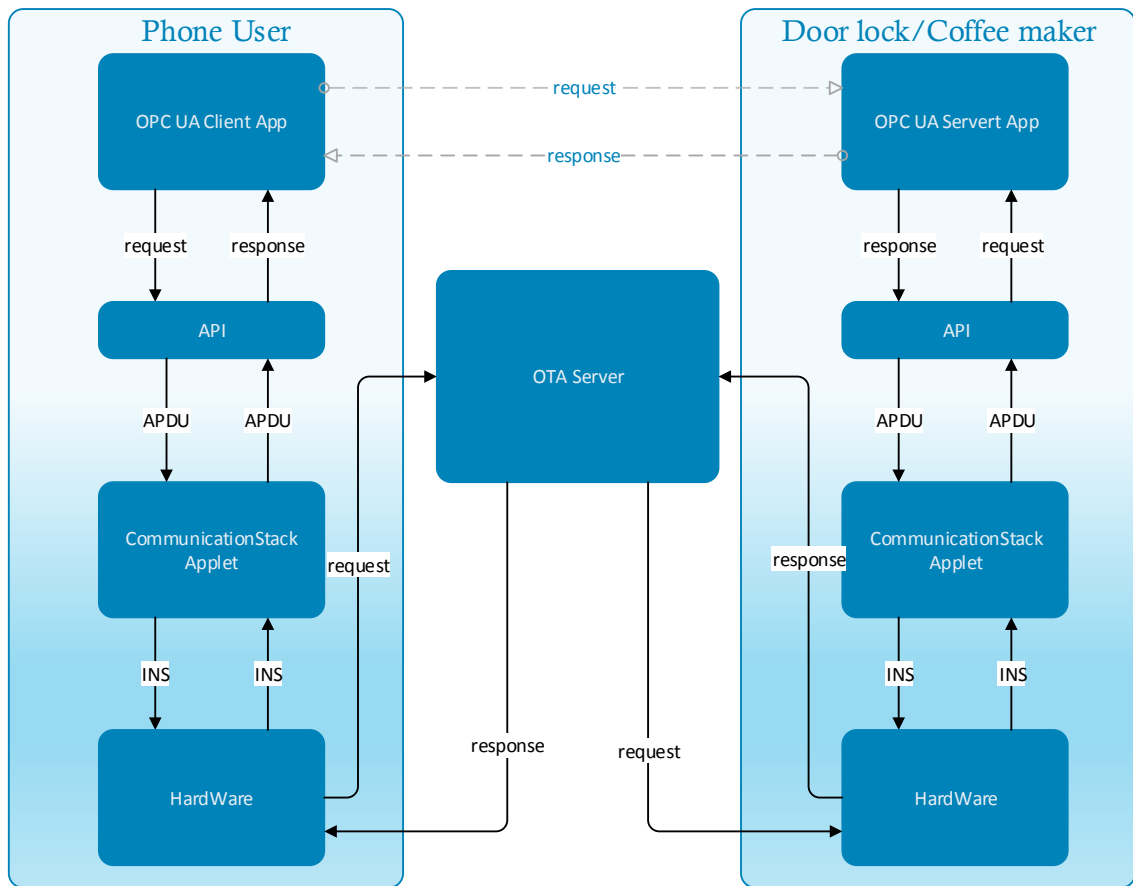 Phone User
Door lock/Coffee maker
OPC UA Client App
request
OPC UA Servert App
response
request
response
response
request
API
OTA Server
API
APDU
APDU
APDU
APDU
CommunicationStack
Applet
request
response
CommunicationStack
Applet
INS
INS
INS
INS
response
request
HardWare
HardWare